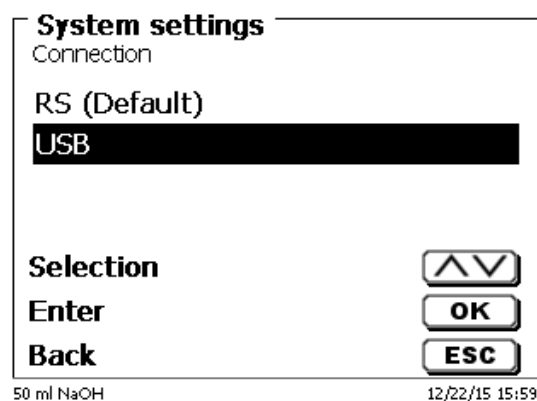 System settings
Connection
RS (Default)
USB
Selection
Enter OK
Back ESC
50 ml NaOH 12/22/15 15:59